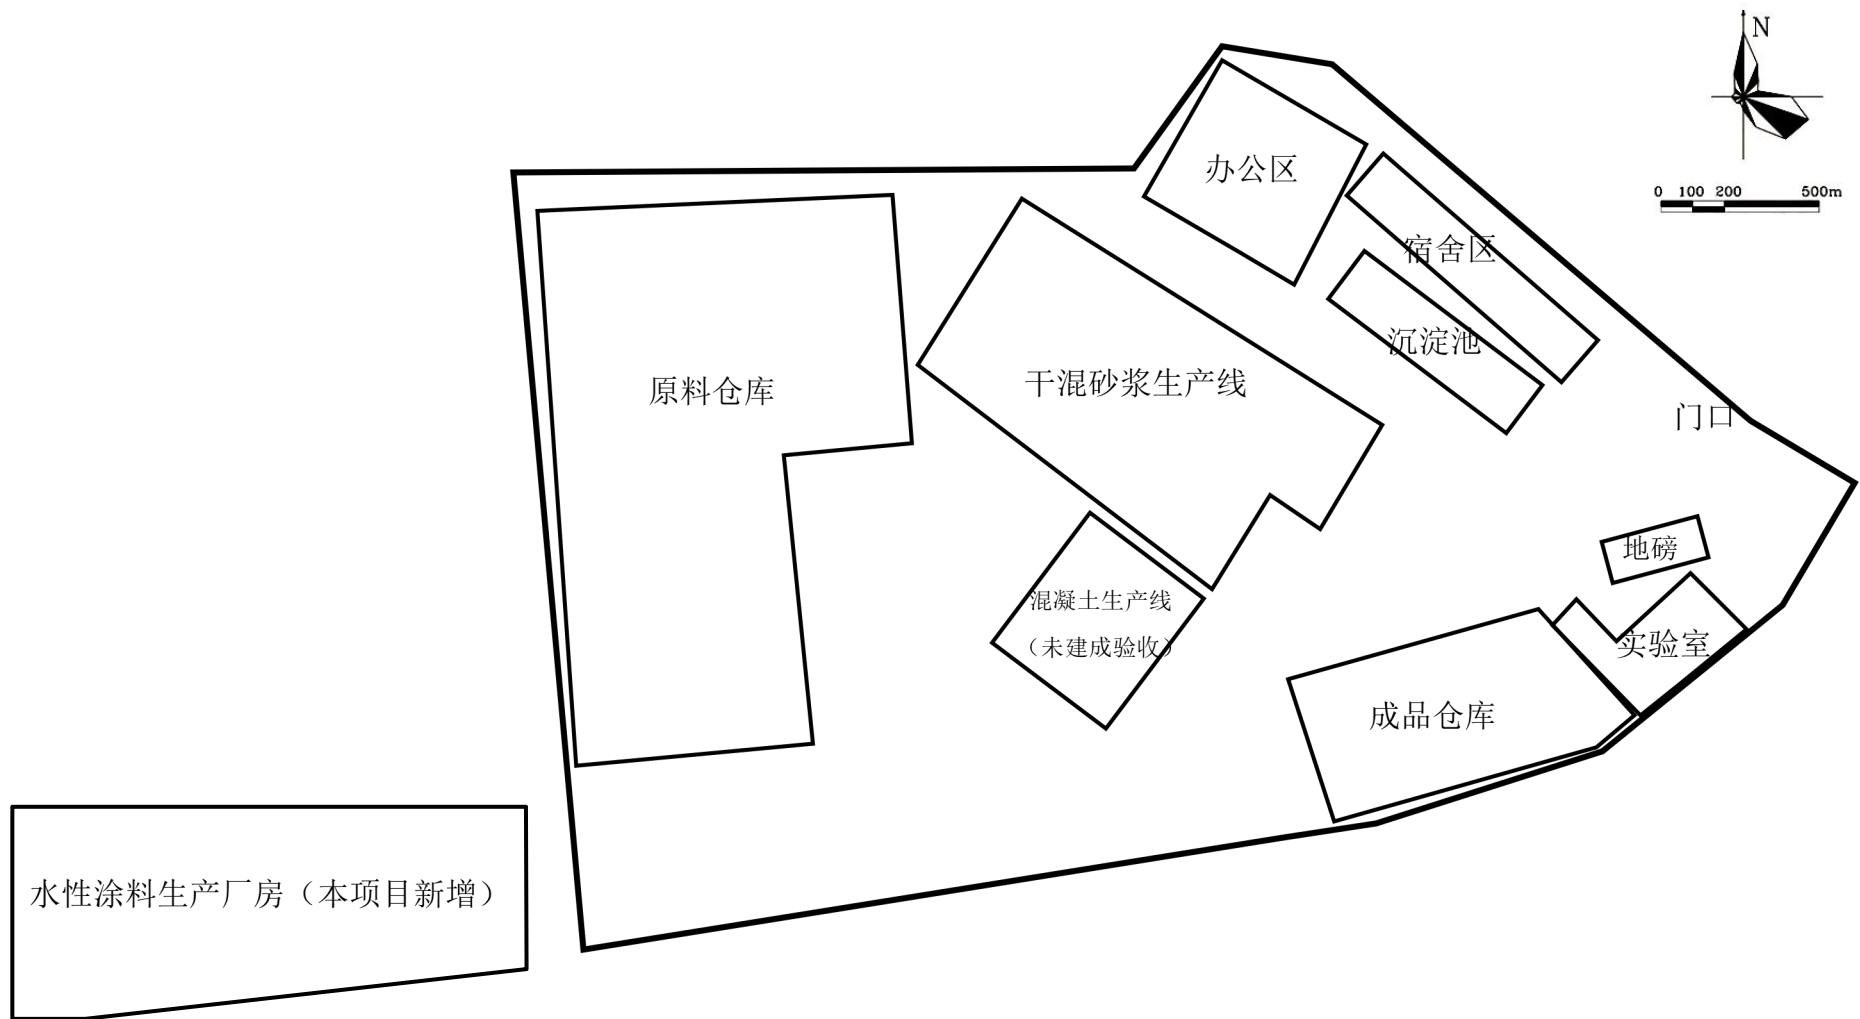 N
0 100 200 500m
办公区
宿舍区
沉淀池
原料仓库
干混砂浆生产线
门口
地磅
混凝土生产线
（未建成验收）
实验室
成品仓库
水性涂料生产厂房（本项目新增）